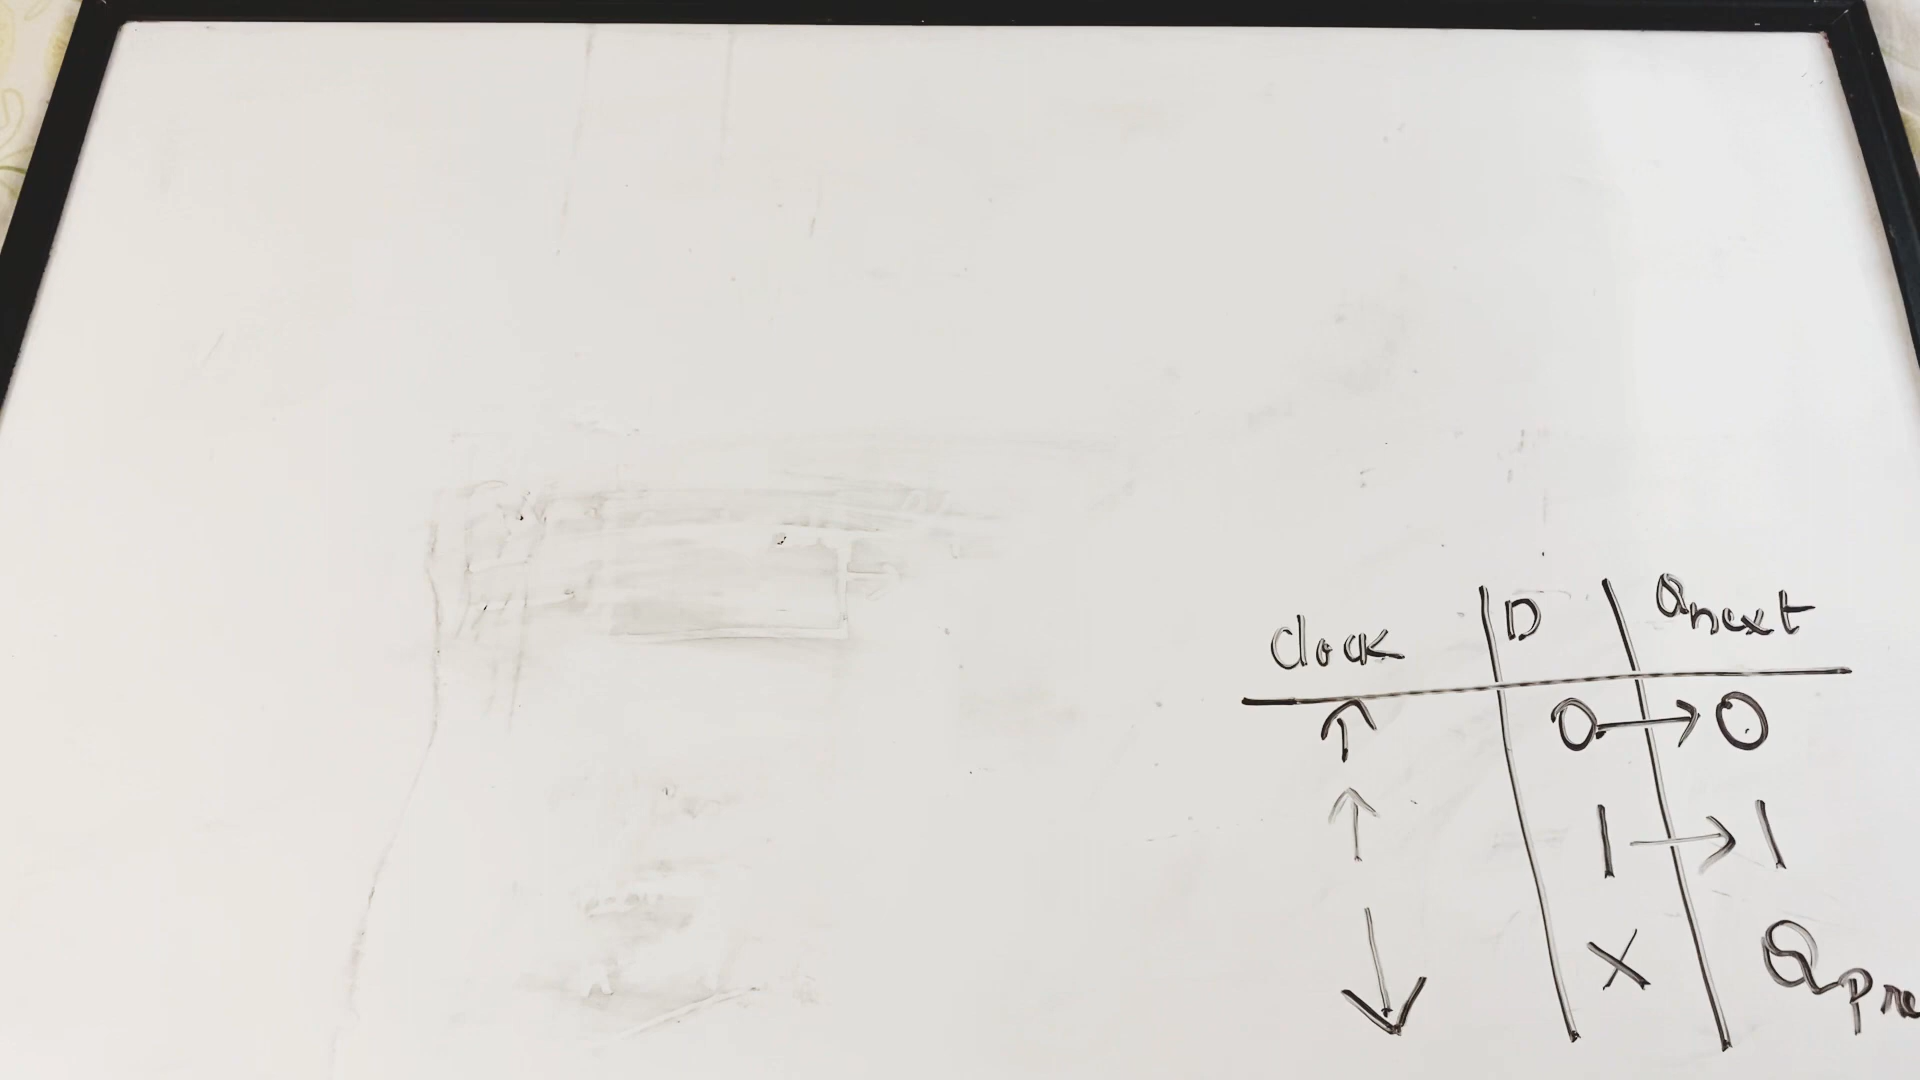 Clock D Qnext
↑ 0 → 0
↑ 1 → 1
↓ X Qpre